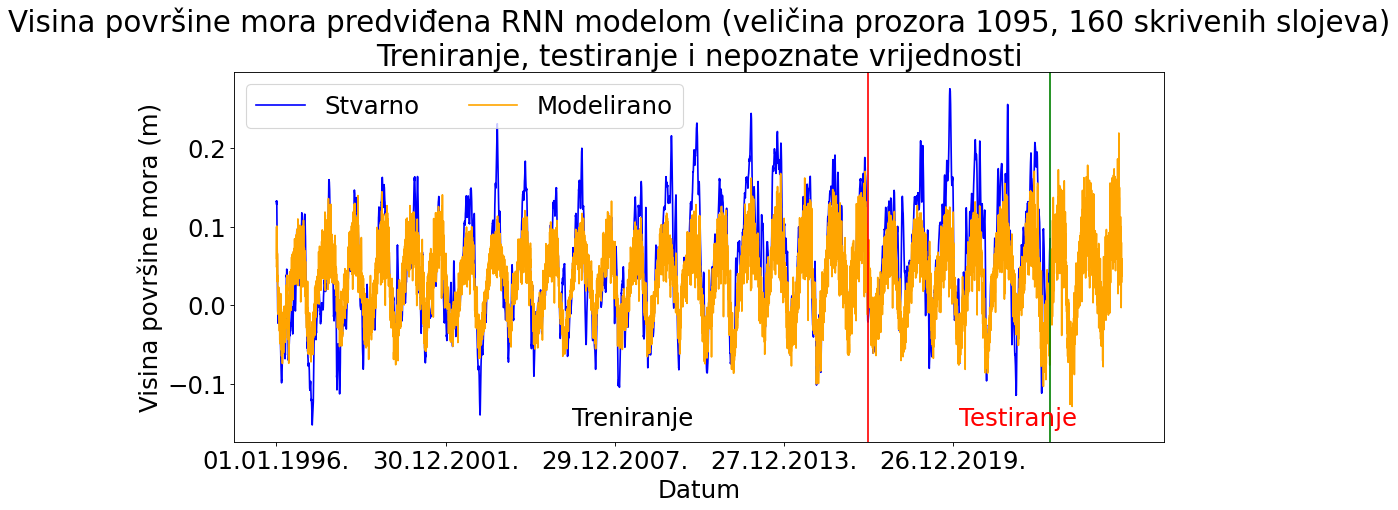 Visina površine mora predviđena RNN modelom (veličina prozora 1095, 160 skrivenih slojeva)
Treniranje, testiranje i nepoznate vrijednosti
Stvarno Modelirano
Visina površine mora (m)
0.2
0.1
0.0
−0.1
Treniranje Testiranje
01.01.1996. 30.12.2001. 29.12.2007. 27.12.2013. 26.12.2019.
Datum